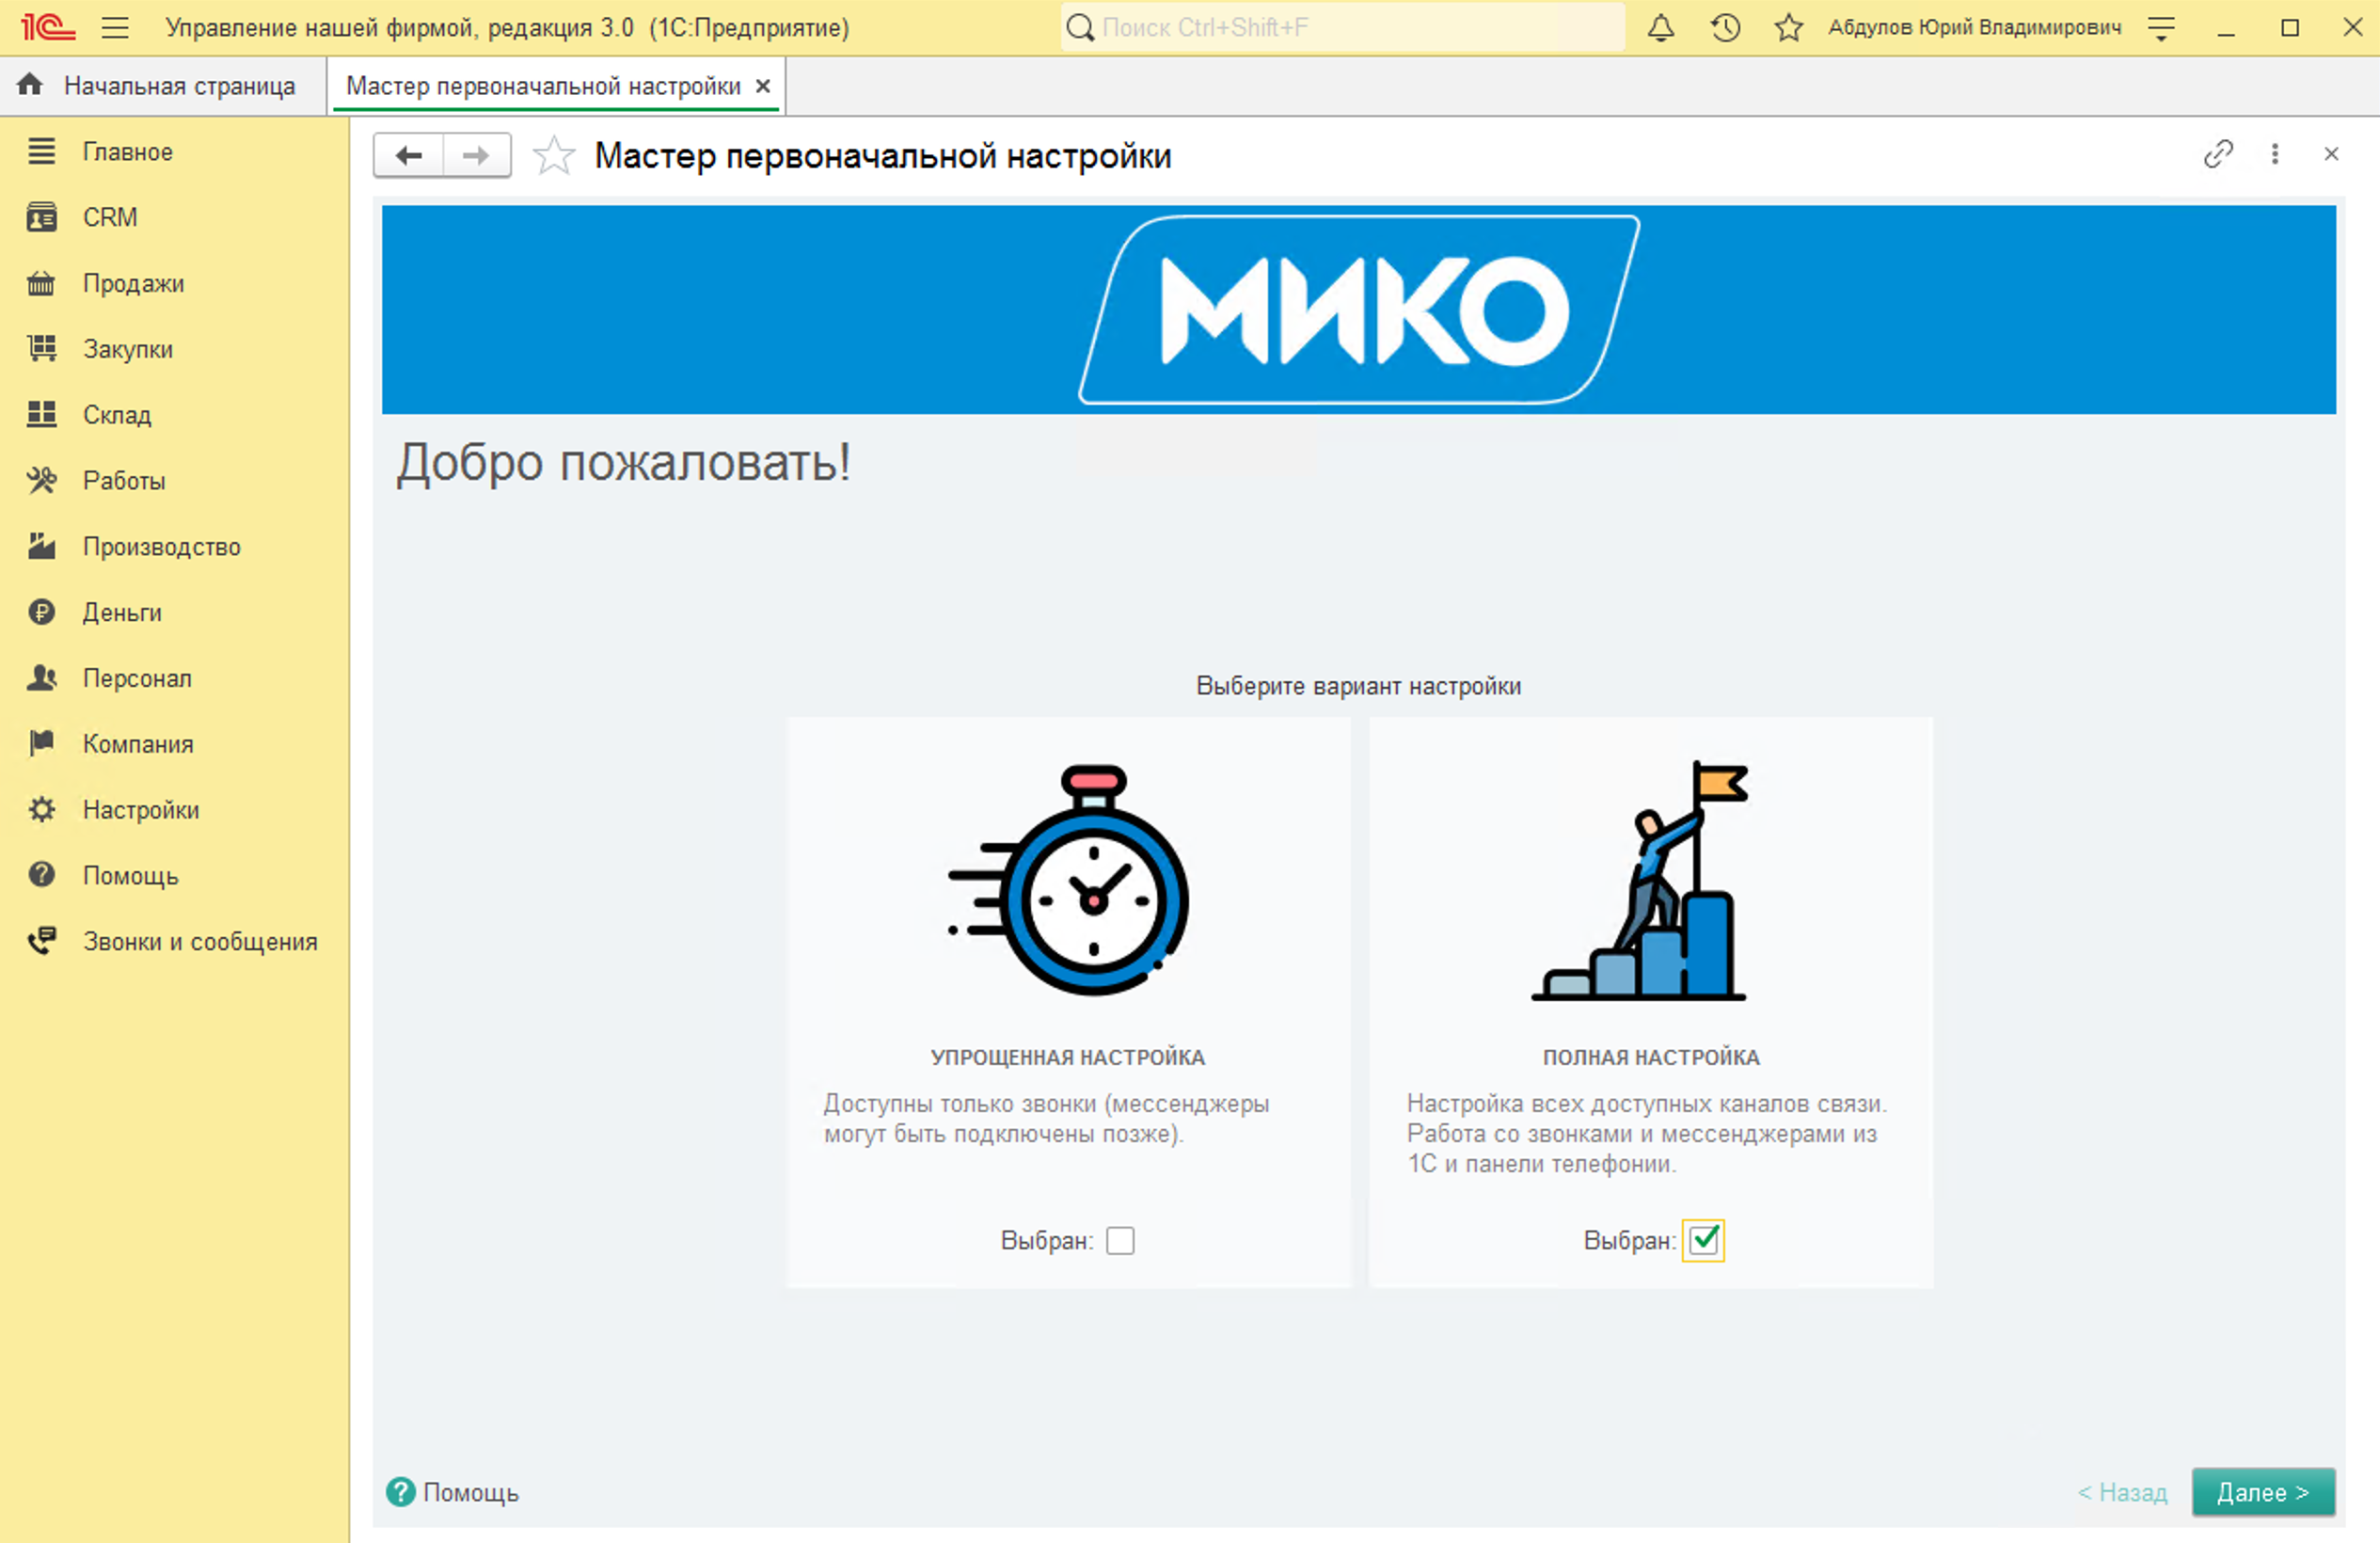 1С Управление нашей фирмой, редакция 3.0 (1С:Предприятие) Поиск Ctrl+Shift+F Абдулов Юрий Владимирович
Начальная страница Мастер первоначальной настройки
Главное
CRM
Продажи
Закупки
Склад
Работы
Производство
Деньги
Персонал
Компания
Настройки
Помощь
Звонки и сообщения
Мастер первоначальной настройки
МИКО
Добро пожаловать!
Выберите вариант настройки
УПРОЩЕННАЯ НАСТРОЙКА
Доступны только звонки (мессенджеры
могут быть подключены позже).
Выбран:
ПОЛНАЯ НАСТРОЙКА
Настройка всех доступных каналов связи.
Работа со звонками и мессенджерами из
1С и панели телефонии.
Выбран:
? Помощь
< Назад Далее >